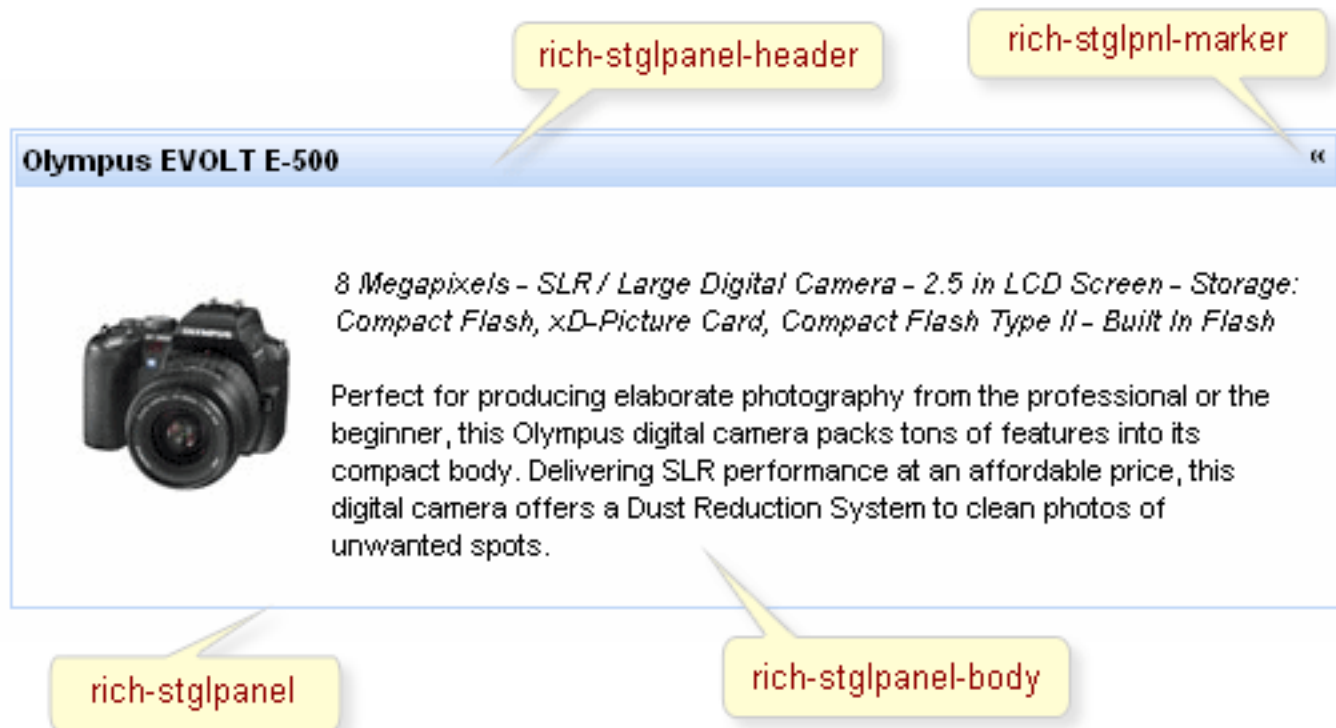 rich-stglpanel-header
rich-stglpnl-marker
Olympus EVOLT E-500
«
8 Megapixels - SLR / Large Digital Camera - 2.5 in LCD Screen - Storage:
Compact Flash, xD-Picture Card, Compact Flash Type II - Built In Flash
OLYMPUS
Perfect for producing elaborate photography from the professional or the
beginner, this Olympus digital camera packs tons of features into its
compact body. Delivering SLR performance at an affordable price, this
digital camera offers a Dust Reduction System to clean photos of
unwanted spots.
rich-stglpanel
rich-stglpanel-body